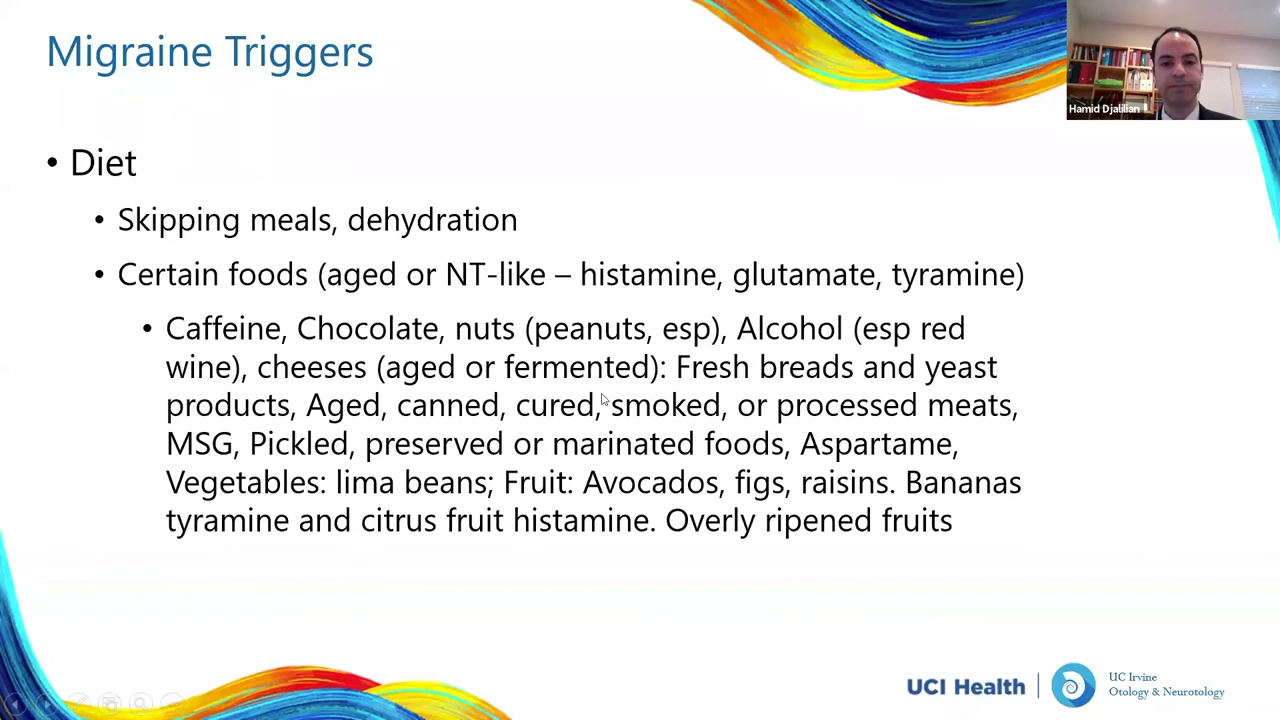 Migraine Triggers
Hamid Djalilian
• Diet
• Skipping meals, dehydration
• Certain foods (aged or NT-like – histamine, glutamate, tyramine)
• Caffeine, Chocolate, nuts (peanuts, esp), Alcohol (esp red
wine), cheeses (aged or fermented): Fresh breads and yeast
products, Aged, canned, cured, smoked, or processed meats,
MSG, Pickled, preserved or marinated foods, Aspartame,
Vegetables: lima beans; Fruit: Avocados, figs, raisins. Bananas
tyramine and citrus fruit histamine. Overly ripened fruits
UCI Health
UC Irvine
Otology & Neurotology